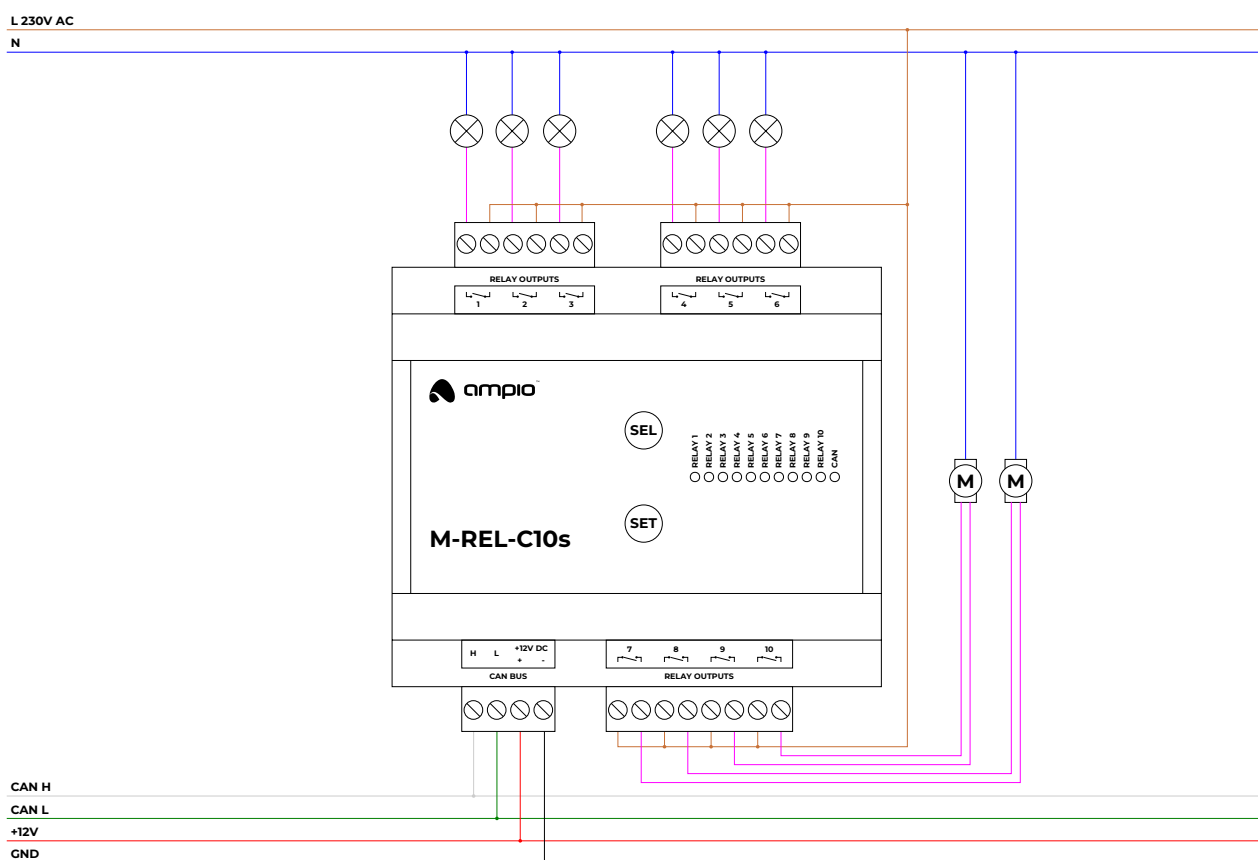 L 230V AC
N
RELAY OUTPUTS
RELAY OUTPUTS
1 2 3
4 5 6
ampio™
SEL
RELAY 1
RELAY 2
RELAY 3
RELAY 4
RELAY 5
RELAY 6
RELAY 7
RELAY 8
RELAY 9
RELAY 10
CAN
M
M
SET
M-REL-C10s
H L +12V DC
+ -
7 8 9 10
CAN BUS
RELAY OUTPUTS
CAN H
CAN L
+12V
GND